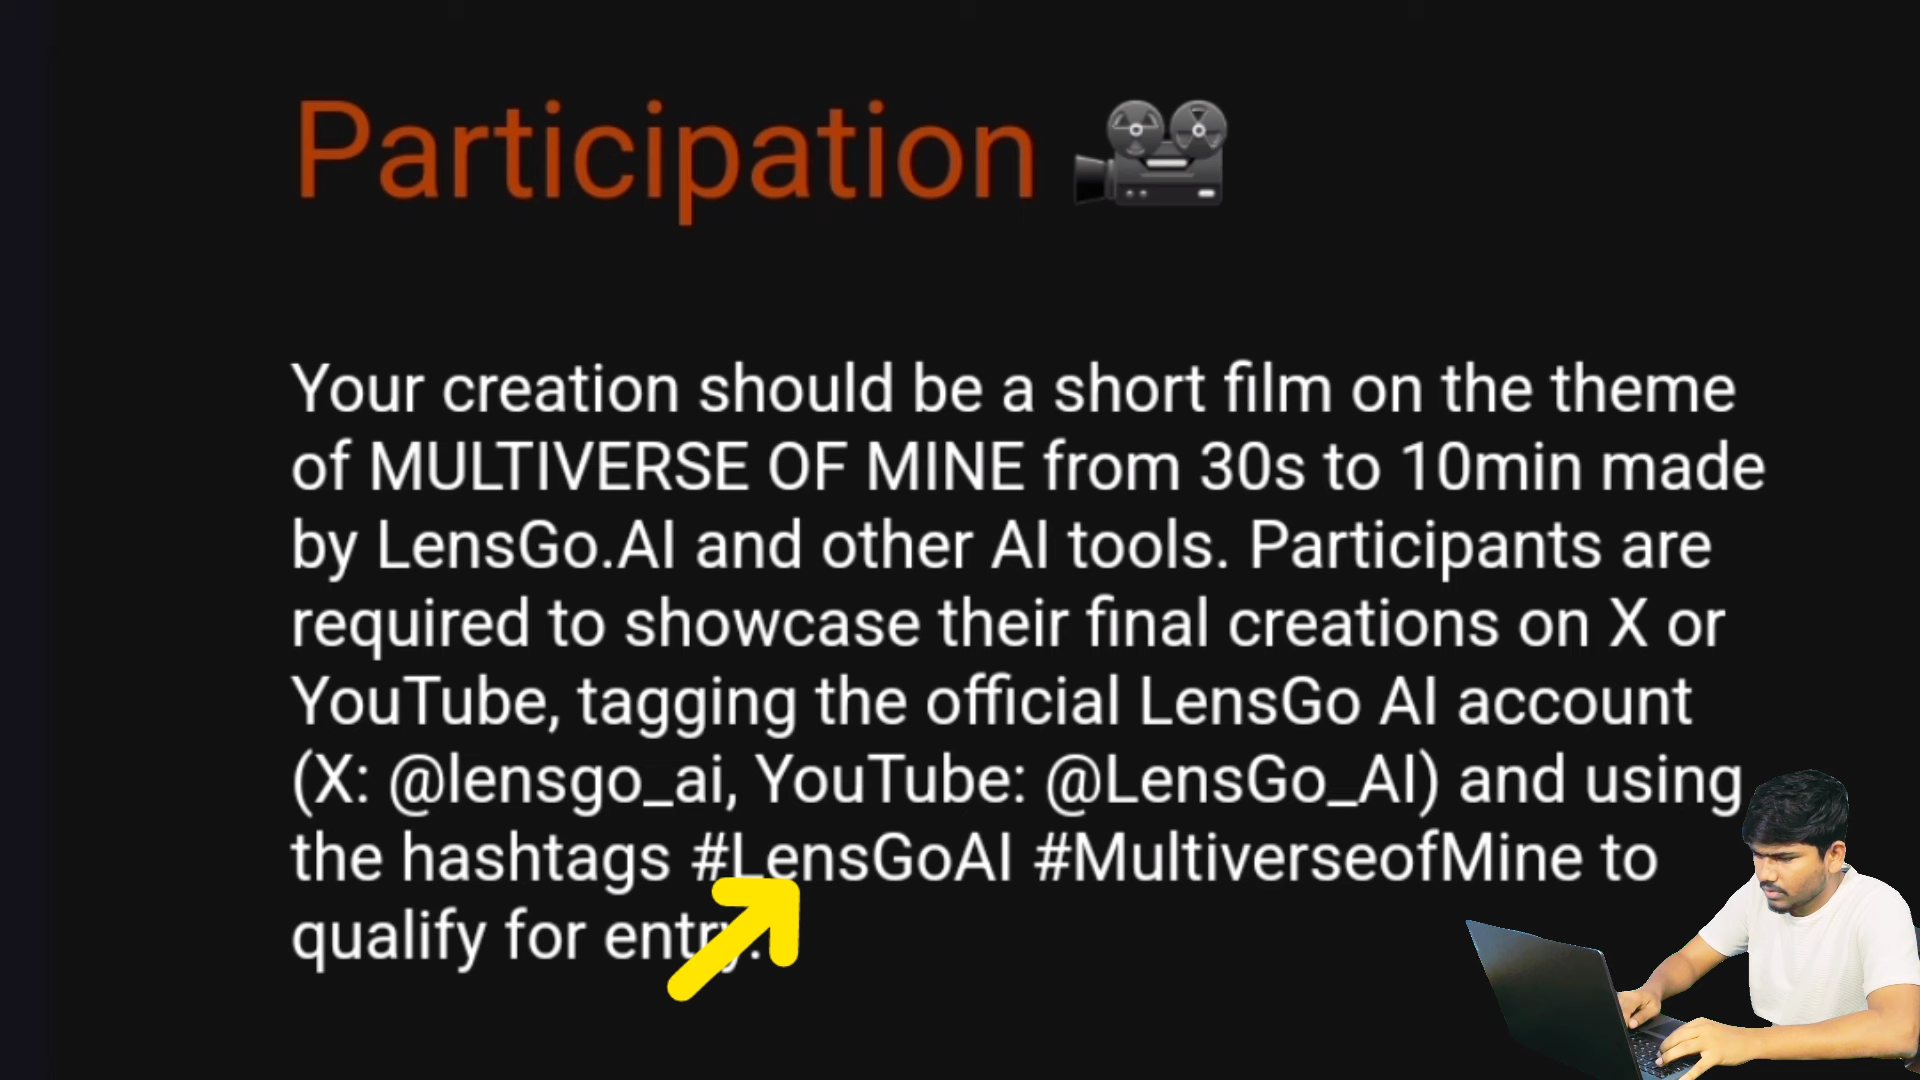 Participation
Your creation should be a short film on the theme
of MULTIVERSE OF MINE from 30s to 10min made
by LensGo.AI and other AI tools. Participants are
required to showcase their final creations on X or
YouTube, tagging the official LensGo AI account
(X: @lensgo_ai, YouTube: @LensGo_AI) and using
the hashtags #LensGoAI #MultiverseofMine to
qualify for entry.